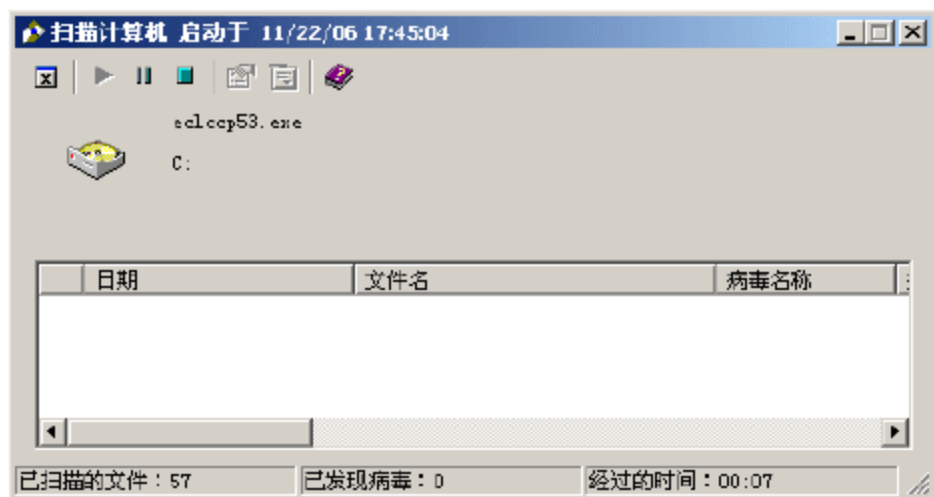 扫描计算机 启动于 11/22/06 17:45:04
eclccp53.exe
C:
日期 文件名 病毒名称
已扫描的文件：57 已发现病毒：0 经过的时间：00:07